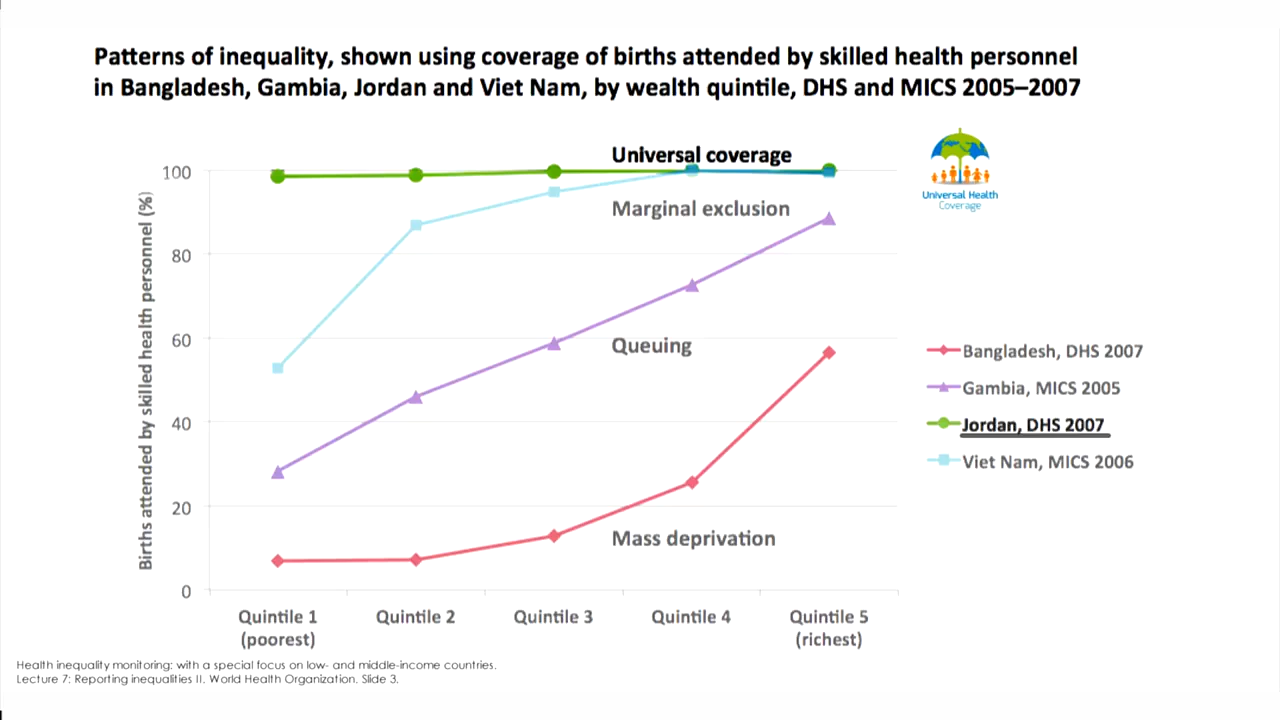 Patterns of inequality, shown using coverage of births attended by skilled health personnel
in Bangladesh, Gambia, Jordan and Viet Nam, by wealth quintile, DHS and MICS 2005–2007
Universal Health
Coverage
Births attended by skilled health personnel (%)
100
80
60
40
20
0
Universal coverage
Marginal exclusion
Queuing
Mass deprivation
Bangladesh, DHS 2007
Gambia, MICS 2005
Jordan, DHS 2007
Viet Nam, MICS 2006
Quintile 1
(poorest)
Quintile 2
Quintile 3
Quintile 4
Quintile 5
(richest)
Health inequality monitoring: with a special focus on low- and middle-income countries.
Lecture 7: Reporting inequalities II. World Health Organization. Slide 3.